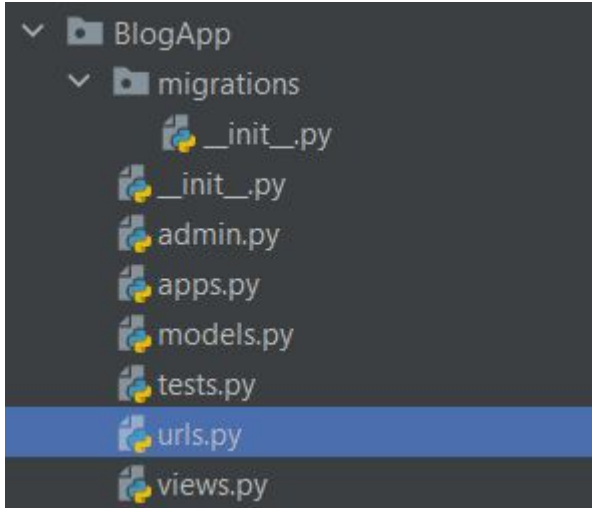 BlogApp
migrations
__init__.py
__init__.py
admin.py
apps.py
models.py
tests.py
urls.py
views.py